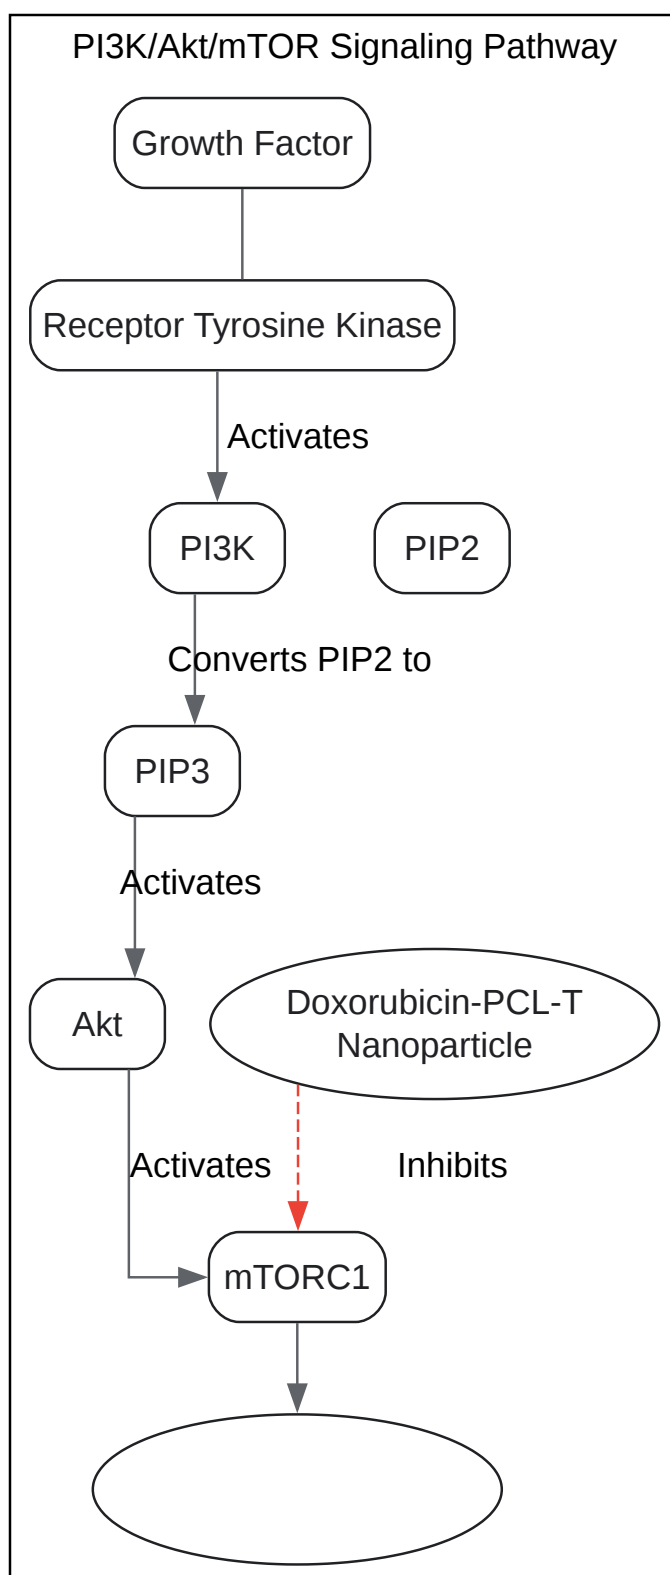 PI3K/Akt/mTOR Signaling Pathway
Growth Factor
Receptor Tyrosine Kinase
Activates
PI3K
PIP2
Converts PIP2 to
PIP3
Activates
Akt
Doxorubicin-PCL-T
Nanoparticle
Activates
Inhibits
mTORC1